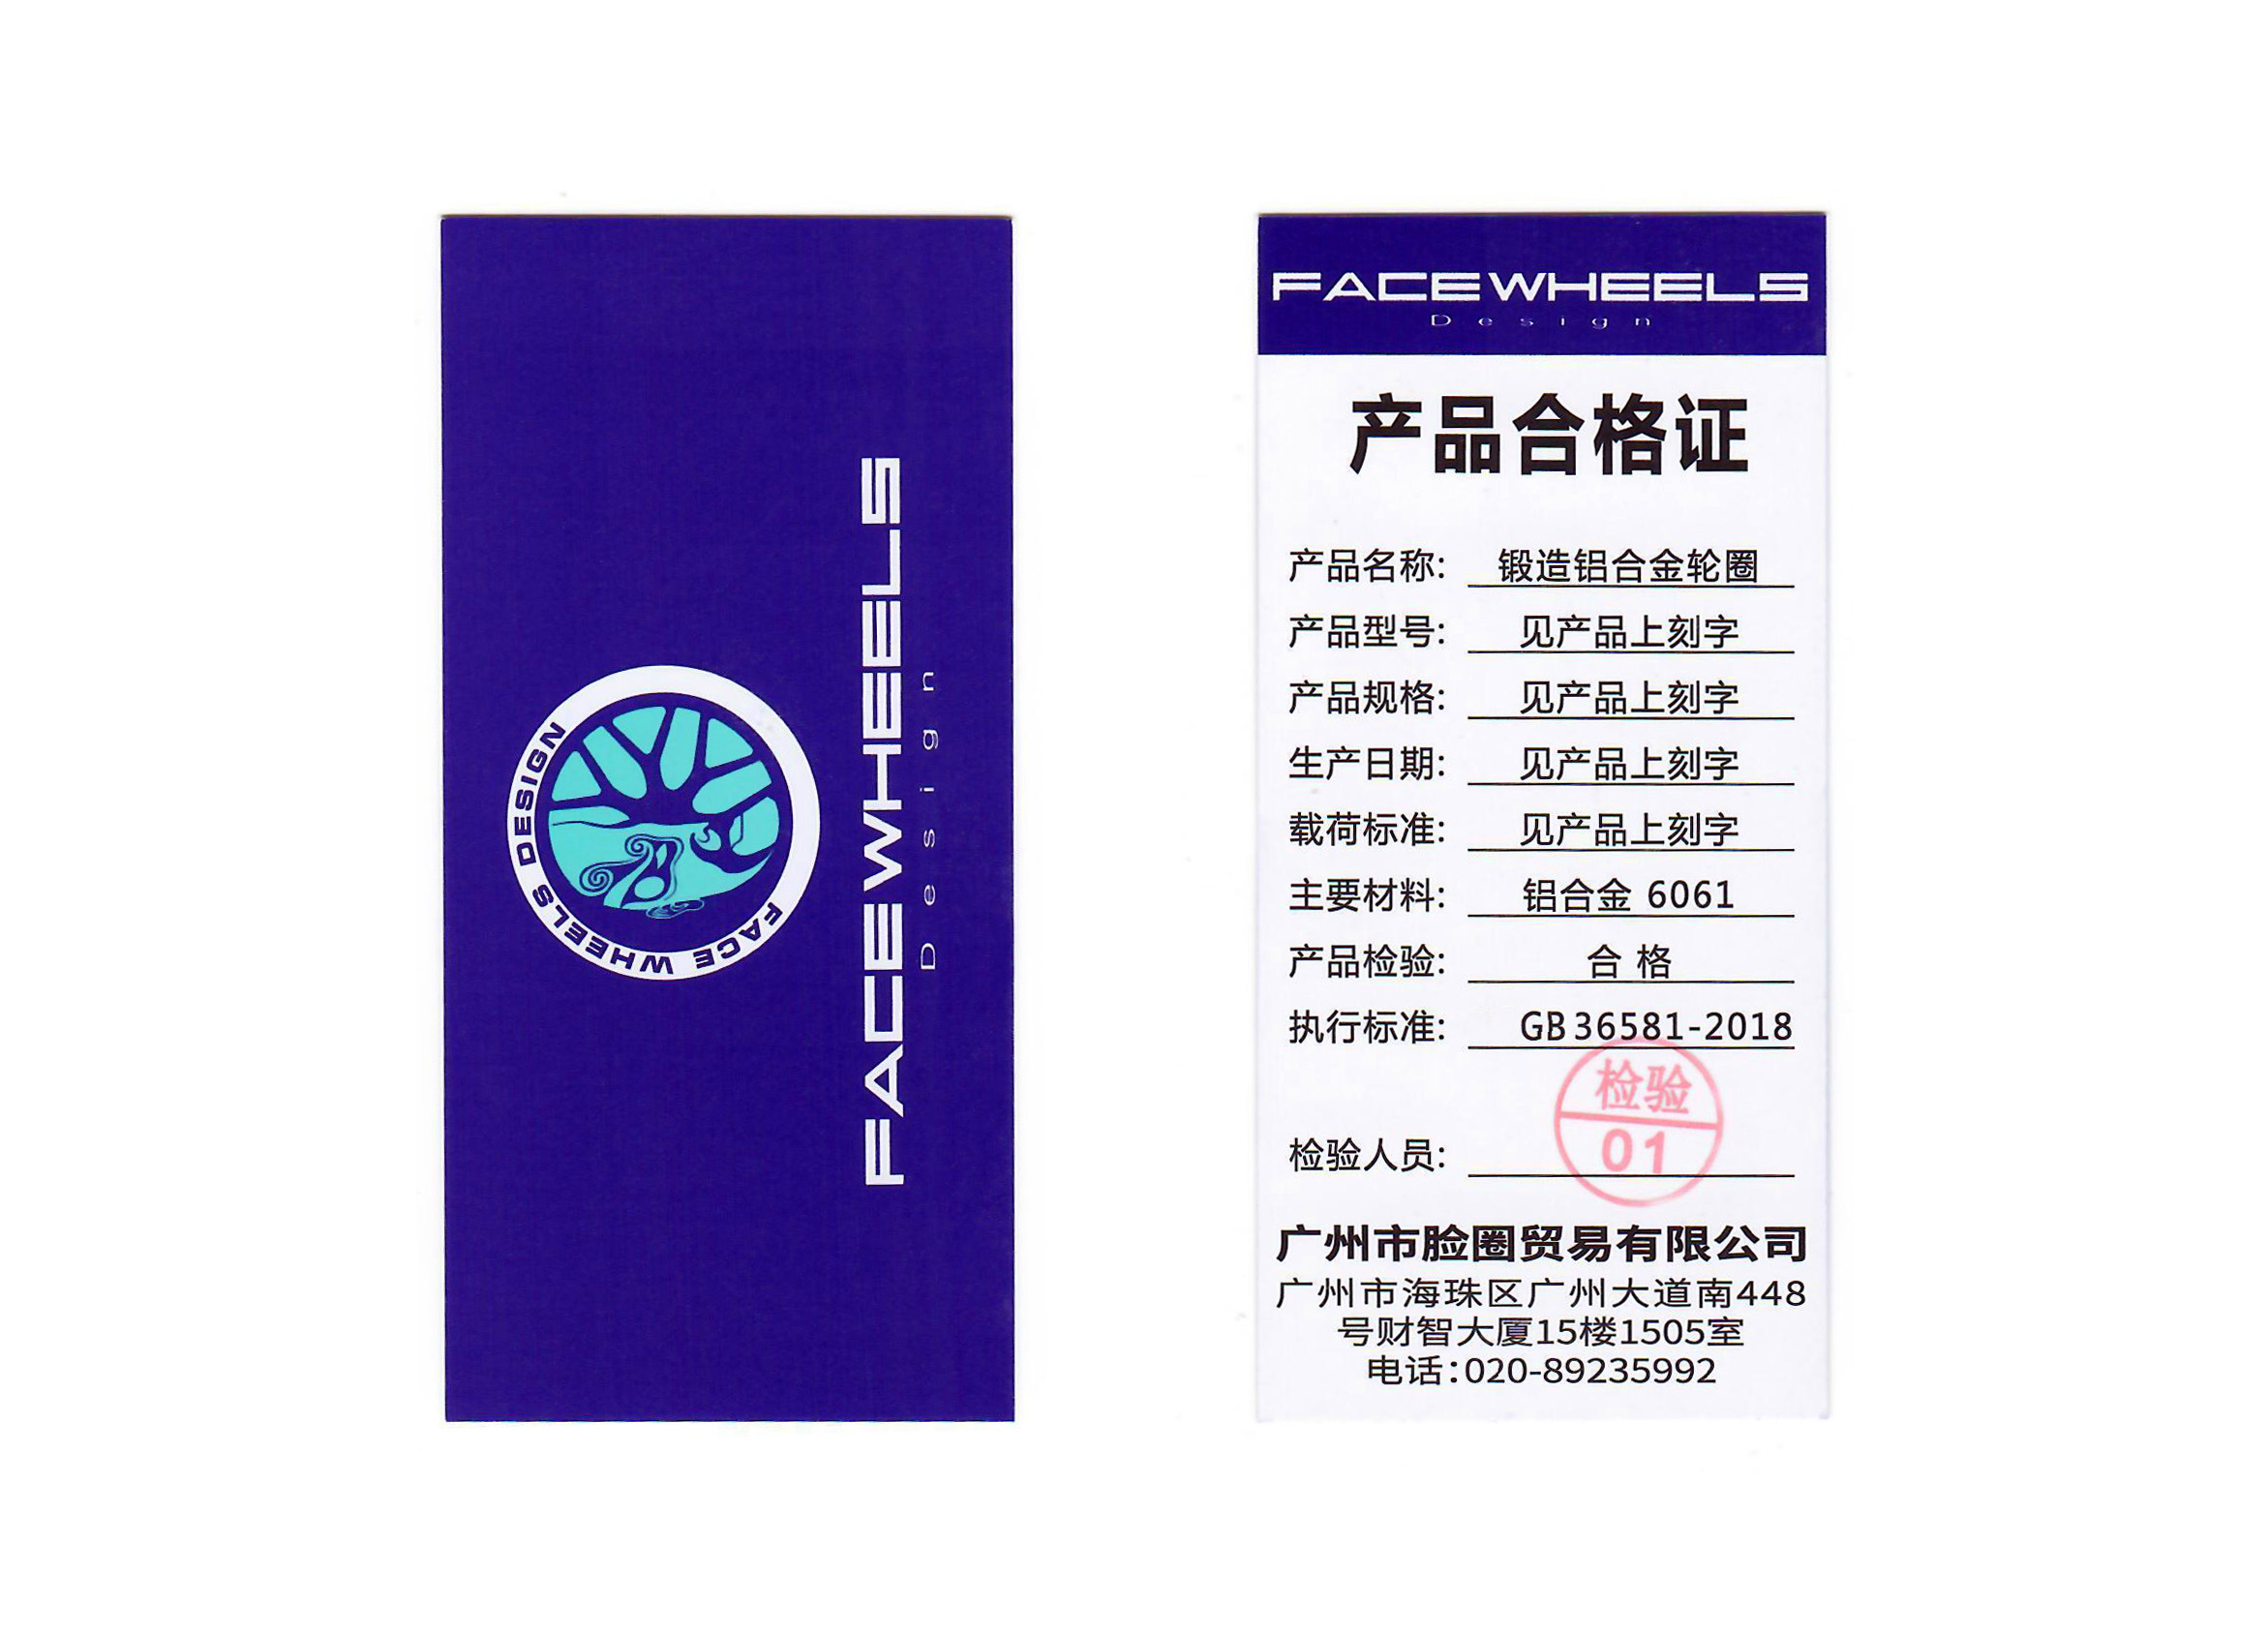 FACE WHEELS DESIGN
FACE WHEELS
Design
FACE WHEELS
Design
产品合格证
产品名称: 锻造铝合金轮圈
产品型号: 见产品上刻字
产品规格: 见产品上刻字
生产日期: 见产品上刻字
载荷标准: 见产品上刻字
主要材料: 铝合金 6061
产品检验: 合 格
执行标准: GB 36581-2018
检验
01
检验人员:
广州市脸圈贸易有限公司
广州市海珠区广州大道南448
号财智大厦15楼1505室
电话:020-89235992